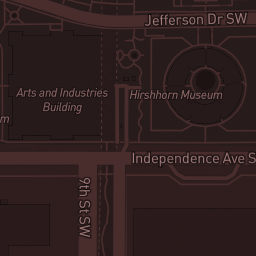 Jefferson Dr SW
Arts and Industries
Building
Hirshhorn Museum
Independence Ave S
9th St SW